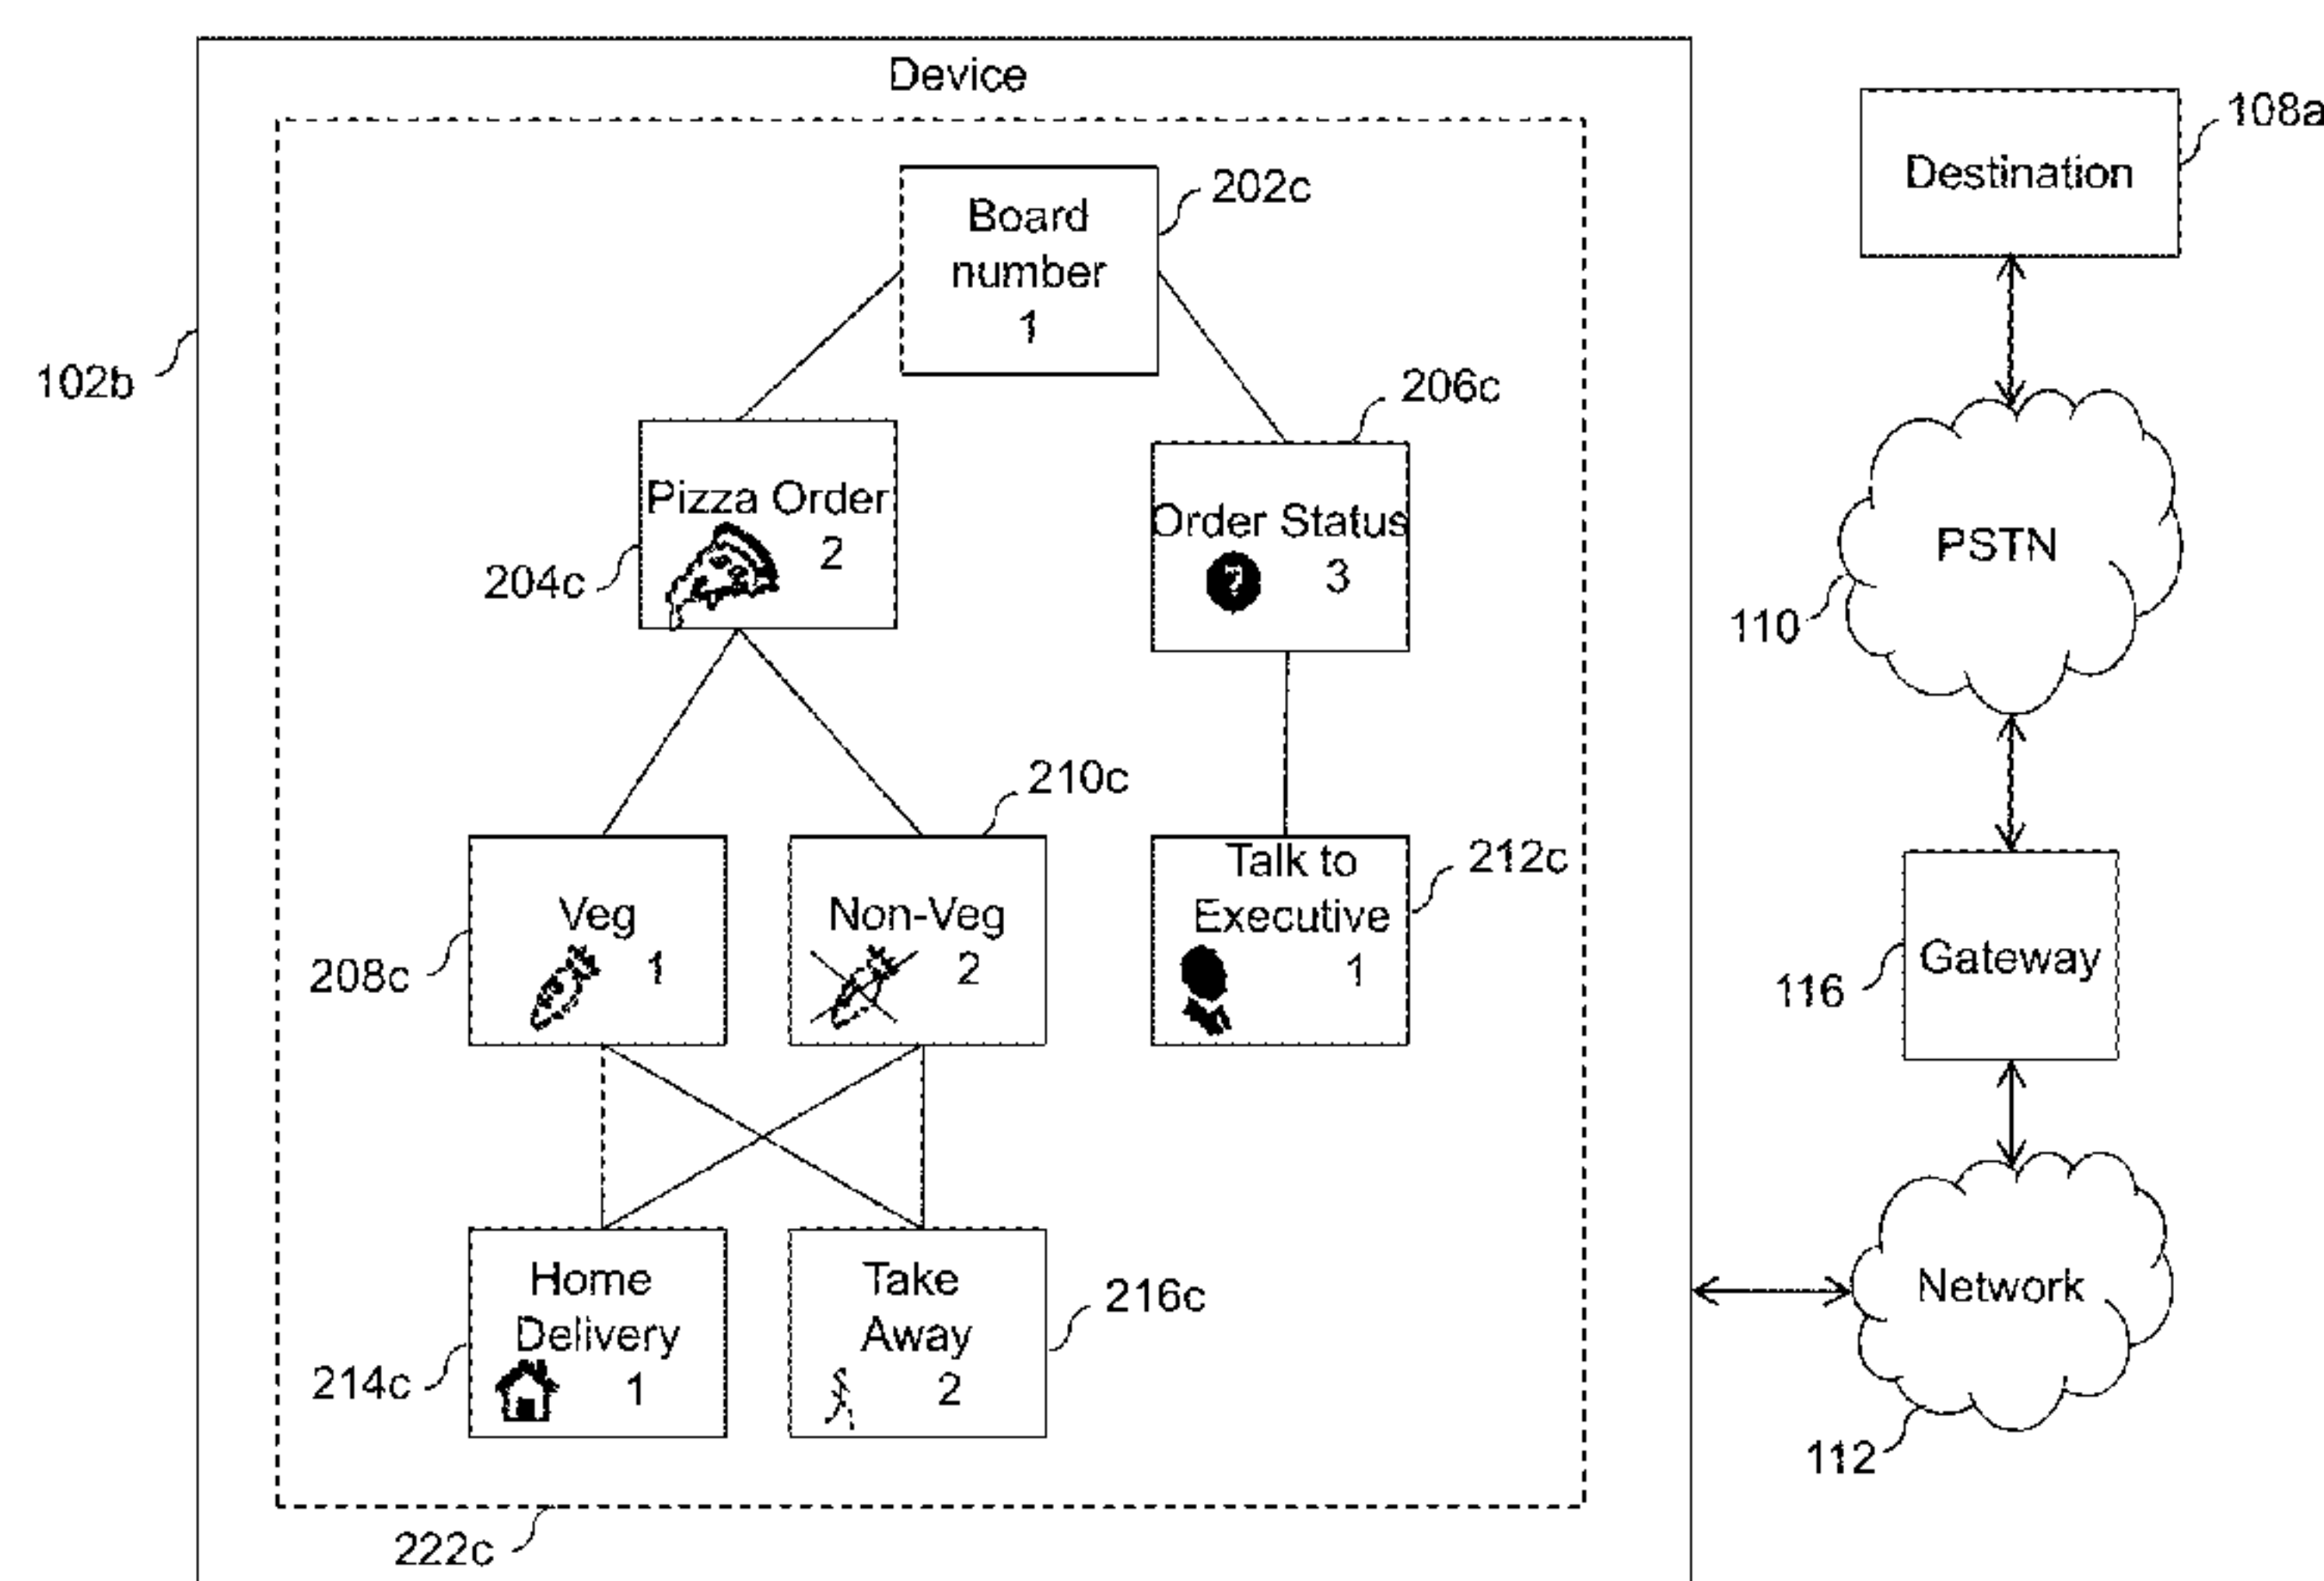 Device
108a
Destination
202c
Board
number
1
102b
206c
Pizza Order
2
204c
Order Status
?
3
PSTN
110
210c
Veg
1
208c
Non-Veg
2
Talk to
Executive
1
212c
Gateway
116
Home
Delivery
1
214c
Take
Away
2
216c
Network
112
222c